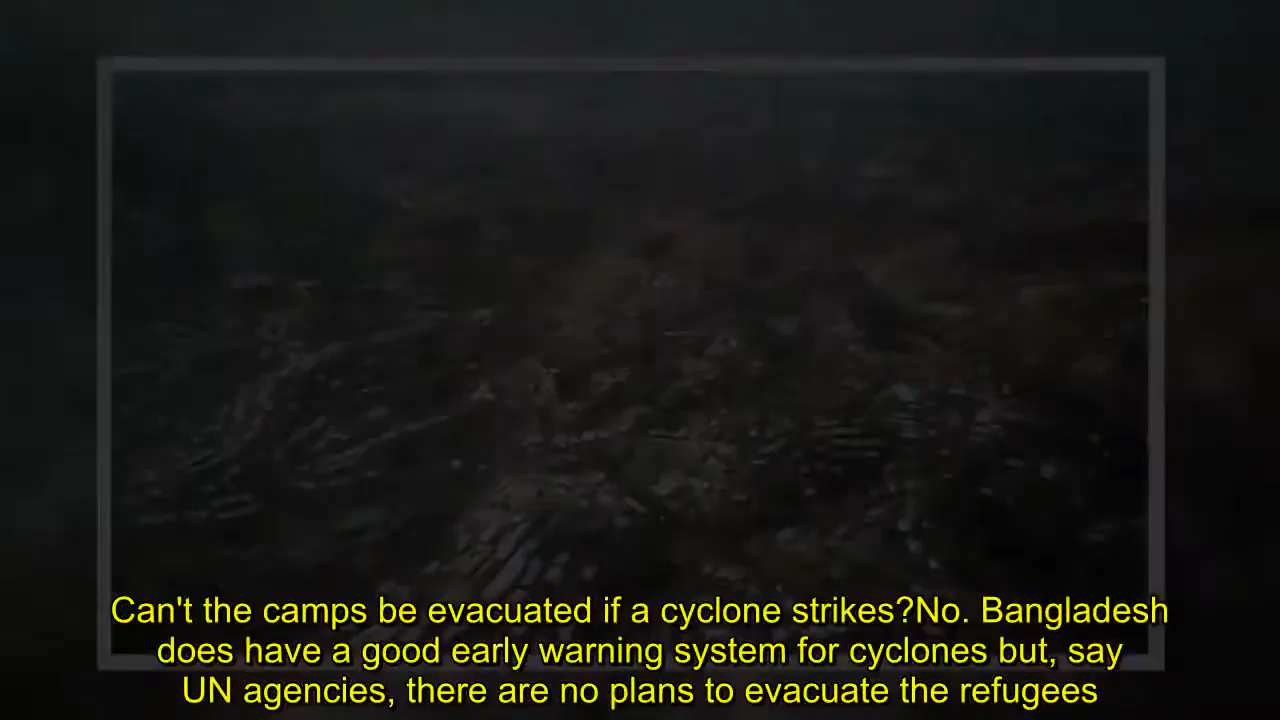 Can't the camps be evacuated if a cyclone strikes?No. Bangladesh
does have a good early warning system for cyclones but, say
UN agencies, there are no plans to evacuate the refugees